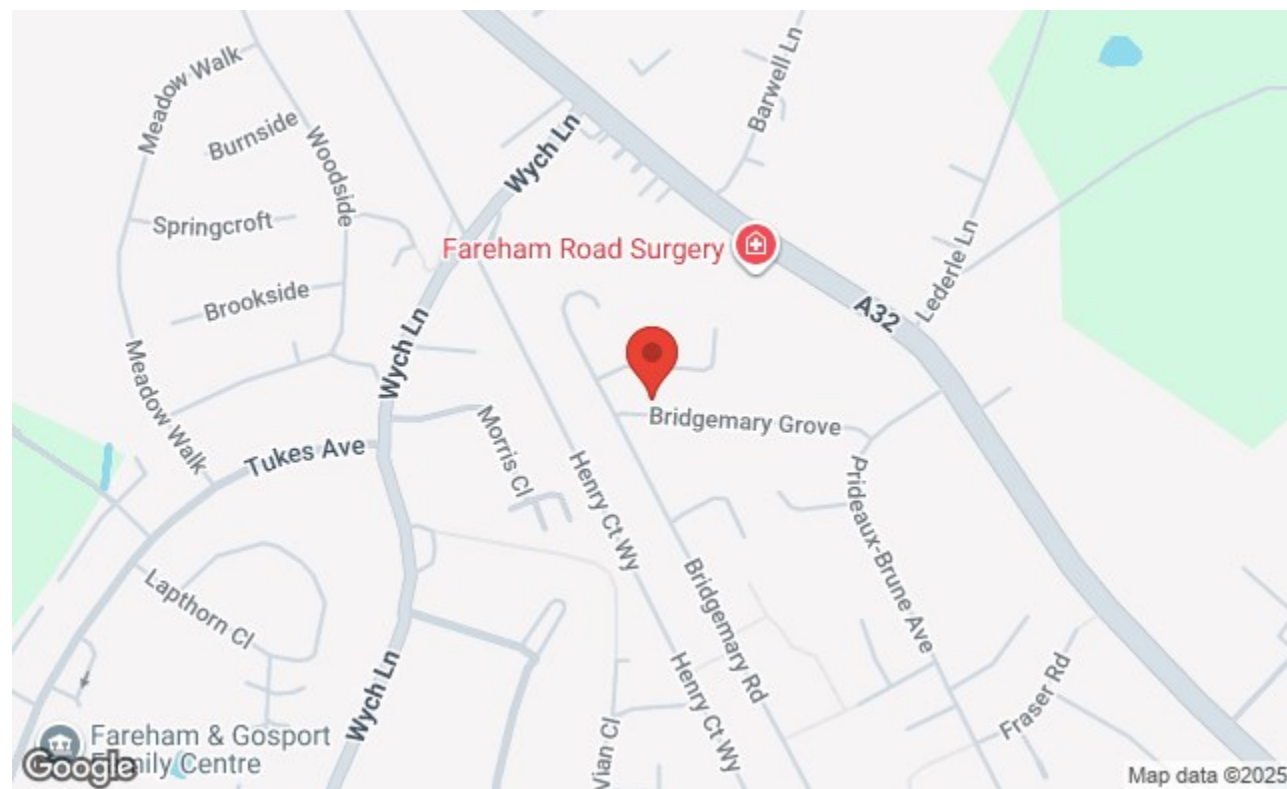 Meadow Walk
Burnside
Woodside
Wych Ln
Barwell Ln
Springcroft
Fareham Road Surgery
Brookside
Wych Ln
A32
Lederle Ln
Meadow Walk
Bridgemary Grove
Tukes Ave
Morris Cl
Henry Ct Wy
Prideaux-Brune Ave
Lapthorn Cl
Bridgemary Rd
Wych Ln
Henry Ct Wy
Fraser Rd
Vian Cl
Fareham & Gosport
Family Centre
Google
Map data ©2025